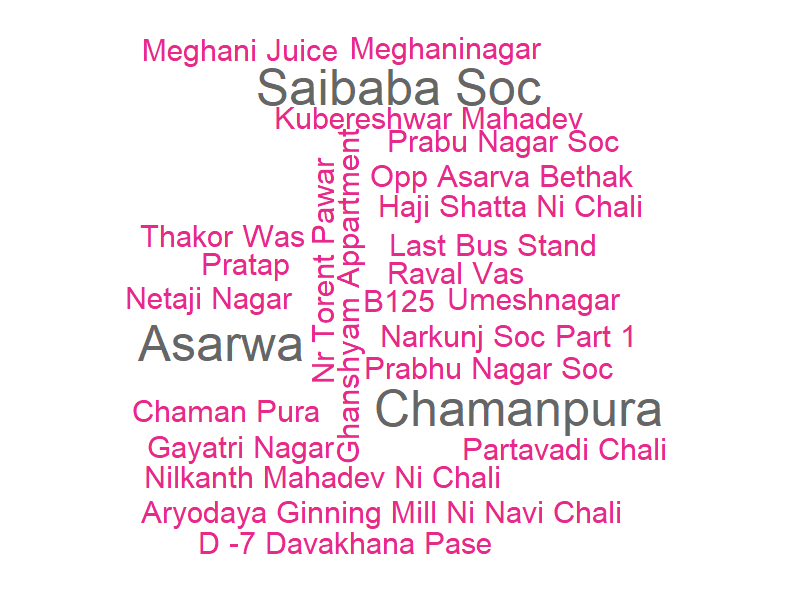 Meghani Juice
Meghaninagar
Saibaba Soc
Kubereshwar Mahadev
Prabu Nagar Soc
Opp Asarva Bethak
Haji Shatta Ni Chali
Nr Torent Pawar
Ghanshyam Appartment
Thakor Was
Last Bus Stand
Pratap
Raval Vas
Netaji Nagar
B125
Umeshnagar
Asarwa
Narkunj Soc Part 1
Prabhu Nagar Soc
Chaman Pura
Chamanpura
Gayatri Nagar
Partavadi Chali
Nilkanth Mahadev Ni Chali
Aryodaya Ginning Mill Ni Navi Chali
D -7 Davakhana Pase